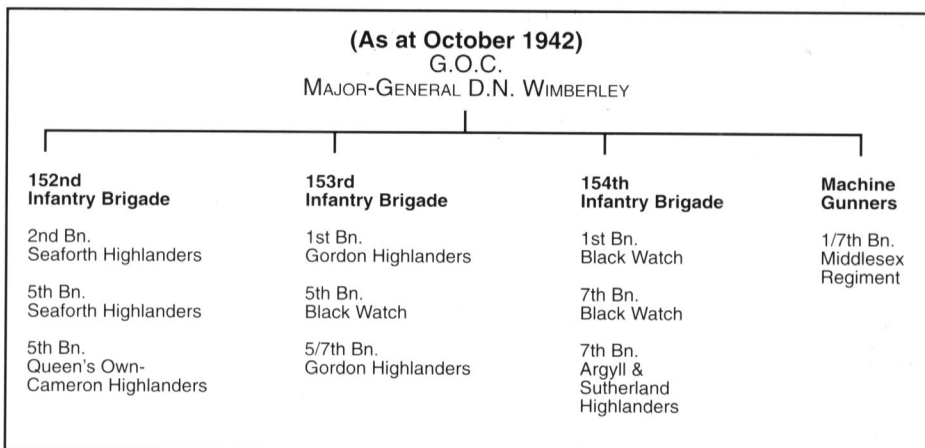 (As at October 1942)
G.O.C.
MAJOR-GENERAL D.N. WIMBERLEY
152nd
Infantry Brigade
2nd Bn.
Seaforth Highlanders
5th Bn.
Seaforth Highlanders
5th Bn.
Queen's Own-
Cameron Highlanders
153rd
Infantry Brigade
1st Bn.
Gordon Highlanders
5th Bn.
Black Watch
5/7th Bn.
Gordon Highlanders
154th
Infantry Brigade
1st Bn.
Black Watch
7th Bn.
Black Watch
7th Bn.
Argyll &
Sutherland
Highlanders
Machine
Gunners
1/7th Bn.
Middlesex
Regiment